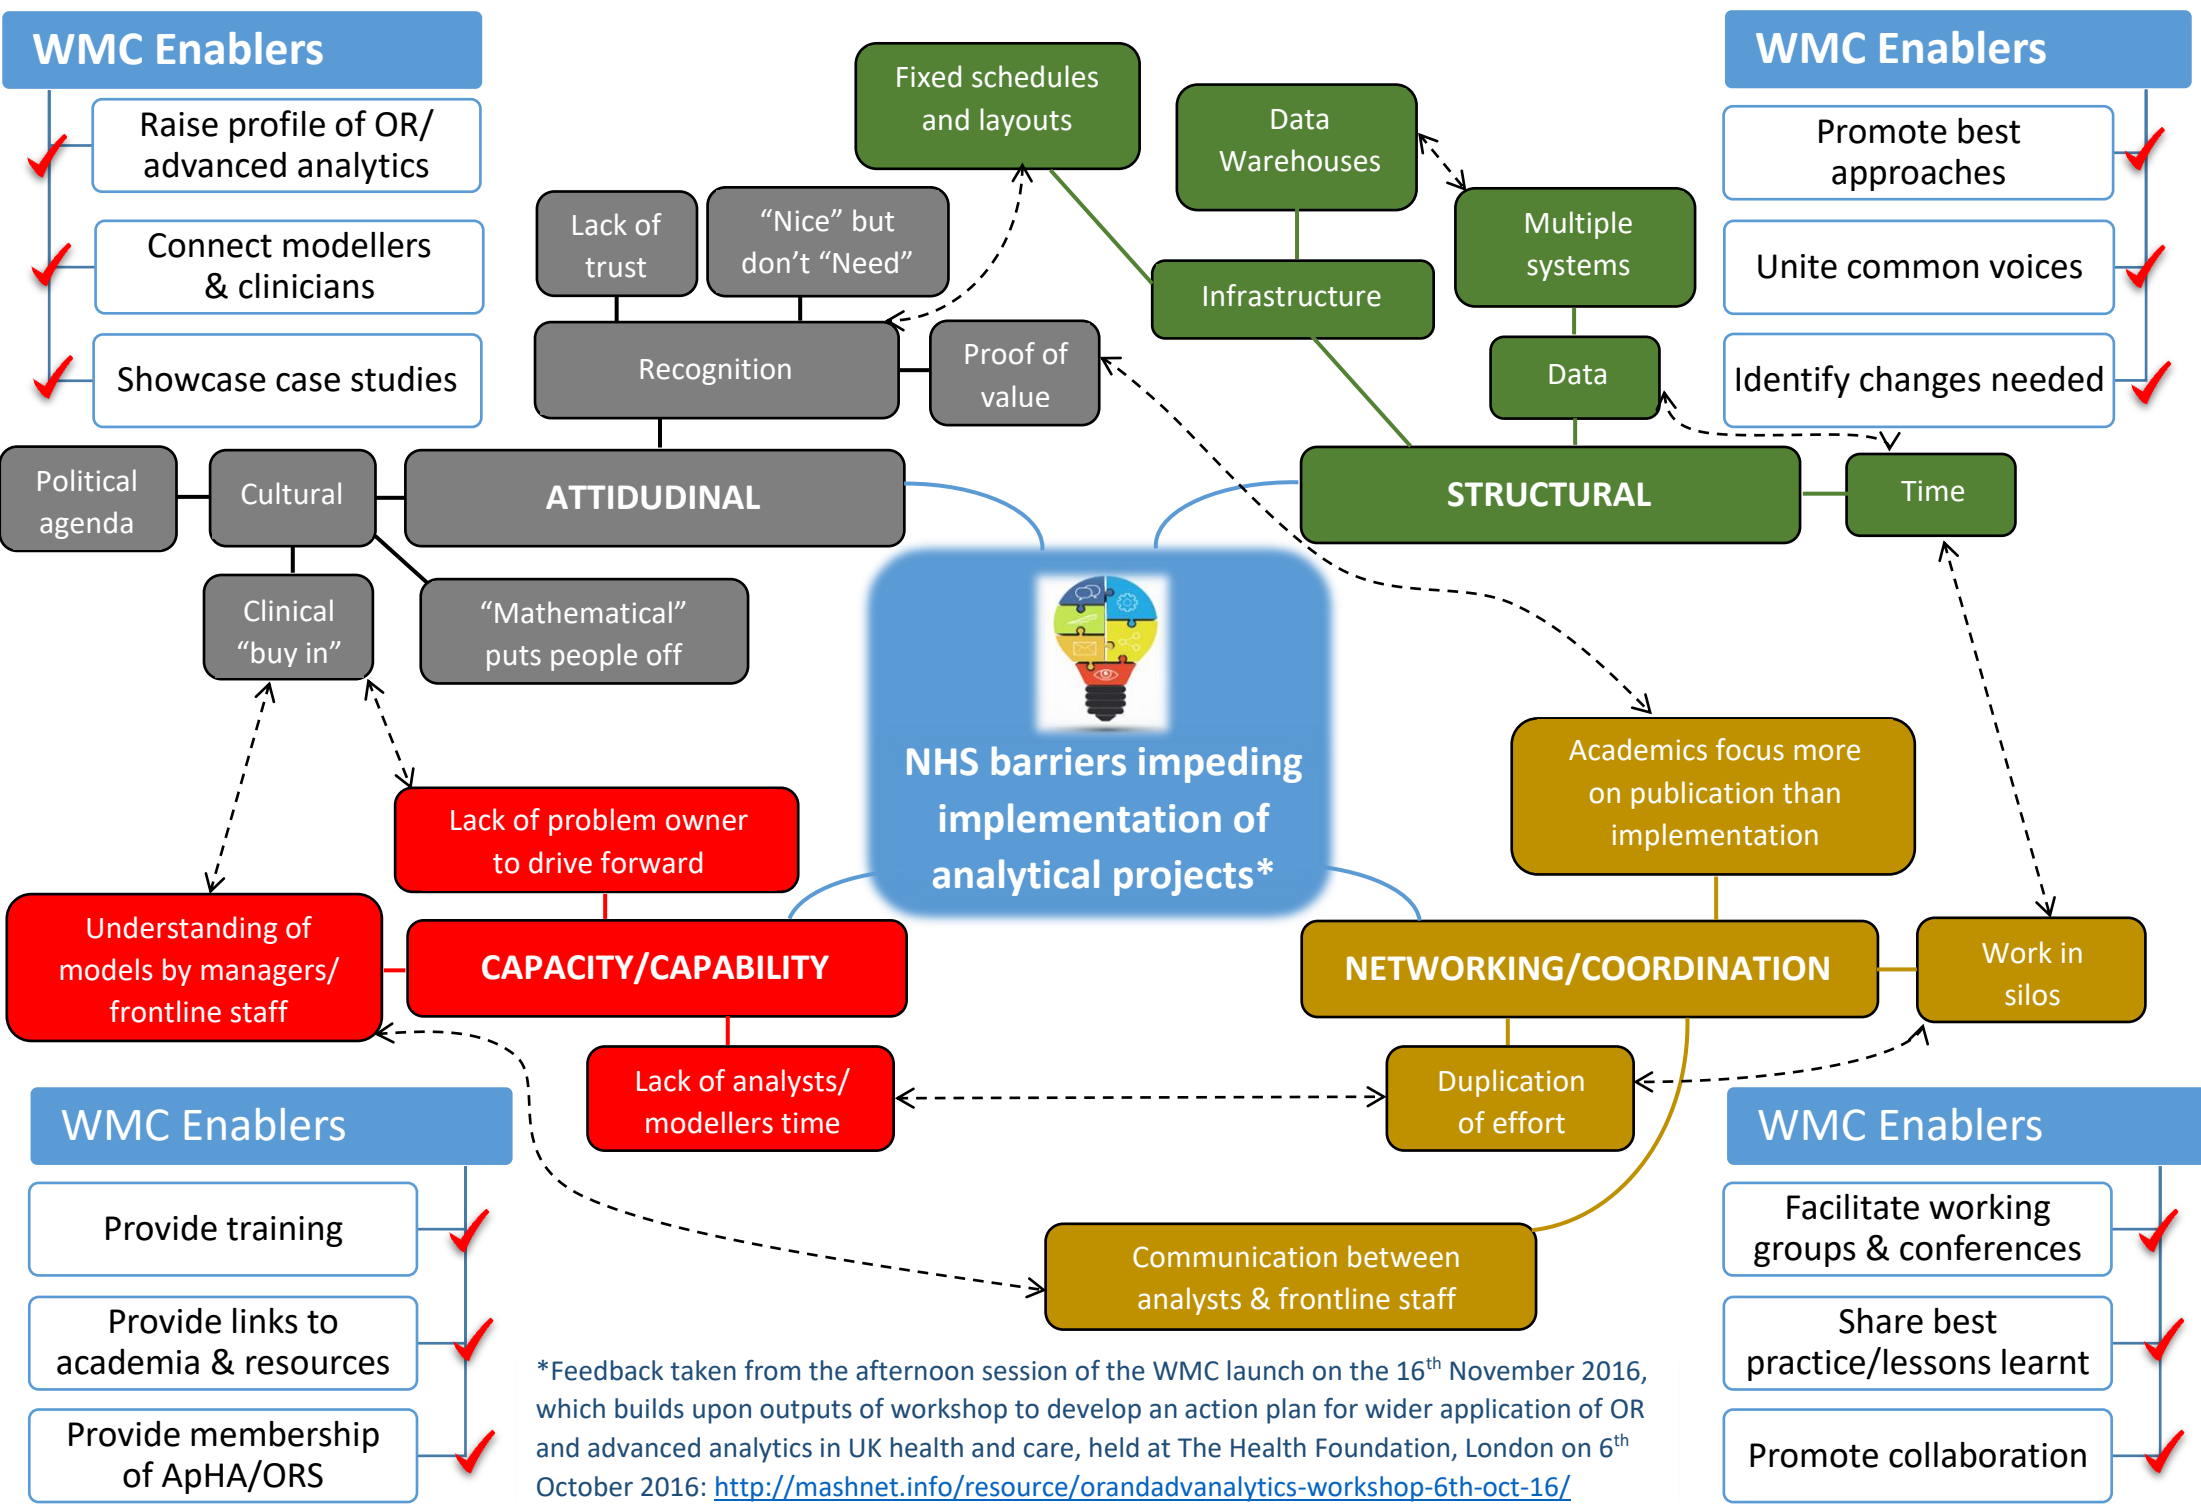 WMC Enablers
Raise profile of OR/
advanced analytics
Connect modellers
& clinicians
Showcase case studies
WMC Enablers
Promote best
approaches
Unite common voices
Identify changes needed
Fixed schedules
and layouts
Data
Warehouses
Multiple
systems
Infrastructure
Data
STRUCTURAL
Time
Lack of
trust
“Nice” but
don’t “Need”
Recognition
Proof of
value
Political
agenda
Cultural
ATTIDUDINAL
Clinical
“buy in”
“Mathematical”
puts people off
NHS barriers impeding
implementation of
analytical projects*
Lack of problem owner
to drive forward
Understanding of
models by managers/
frontline staff
CAPACITY/CAPABILITY
Lack of analysts/
modellers time
Academics focus more
on publication than
implementation
NETWORKING/COORDINATION
Work in
silos
Duplication
of effort
Communication between
analysts & frontline staff
WMC Enablers
Provide training
Provide links to
academia & resources
Provide membership
of ApHA/ORS
WMC Enablers
Facilitate working
groups & conferences
Share best
practice/lessons learnt
Promote collaboration
*Feedback taken from the afternoon session of the WMC launch on the 16th November 2016,
which builds upon outputs of workshop to develop an action plan for wider application of OR
and advanced analytics in UK health and care, held at The Health Foundation, London on 6th
October 2016: http://mashnet.info/resource/orandadvanalytics-workshop-6th-oct-16/